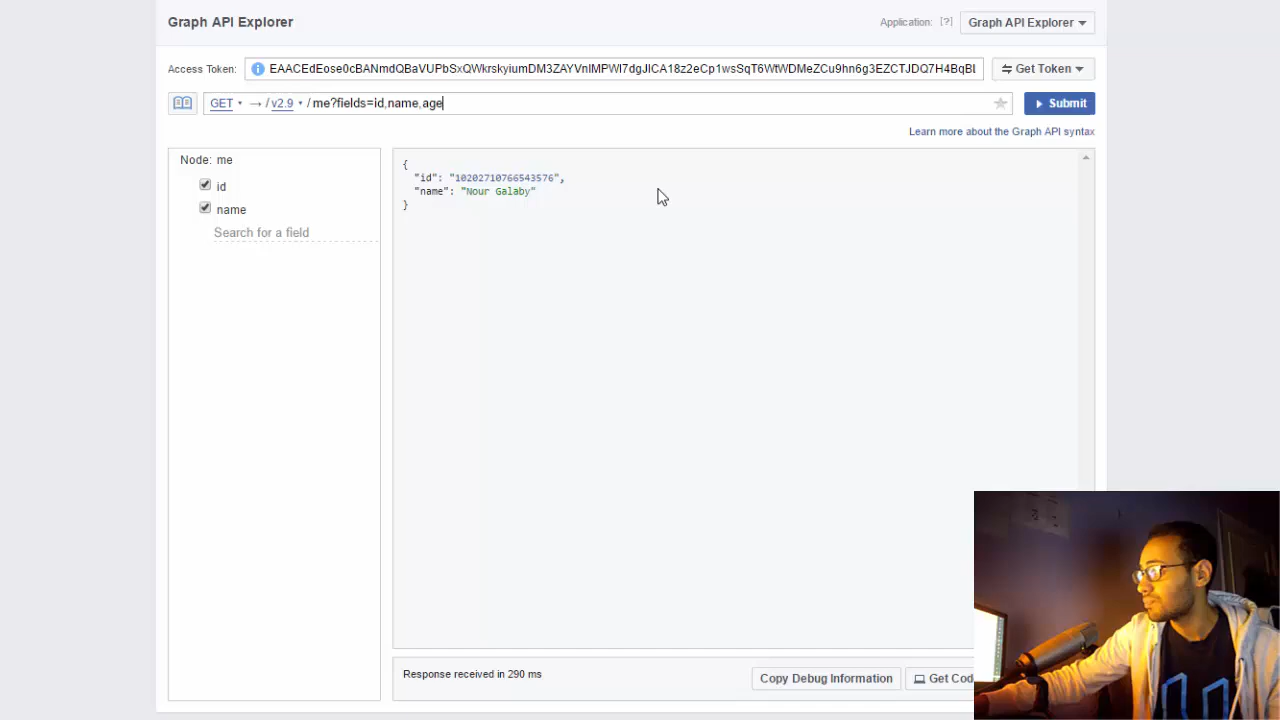 Graph API Explorer
Application: [?] Graph API Explorer
Access Token: EAACEdEose0cBANmdQBaVUPbSxQWkrskyiumDM3ZAYVnIMPWI7dgJICA18z2eCp1wsSqT6WtWDMeZCu9hn6g3EZCTJDQ7H4BqBL Get Token
GET → / v2.9 / me?fields=id,name,age Submit
Learn more about the Graph API syntax
Node: me
id
name
Search for a field
{
"id": "10202710766543576",
"name": "Nour Galaby"
}
Response received in 290 ms
Copy Debug Information
Get Cod